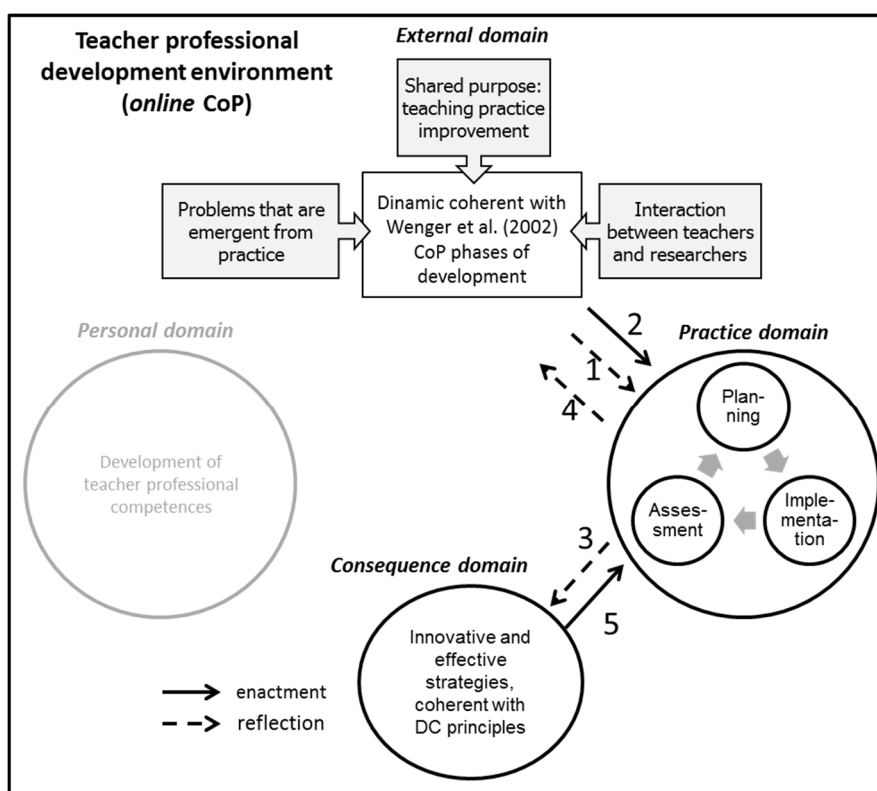 Teacher professional
development environment
(online CoP)
External domain
Shared purpose:
teaching practice
improvement
Problems that are
emergent from
practice
Dinamic coherent with
Wenger et al. (2002)
CoP phases of
development
Interaction
between teachers
and researchers
Personal domain
Development of
teacher professional
competences
2
1
4
Practice domain
Plan-
ning
Asses-
sment
Imple-
menta-
tion
3
5
Consequence domain
Innovative and
effective
strategies,
coherent with
DC principles
enactment
reflection